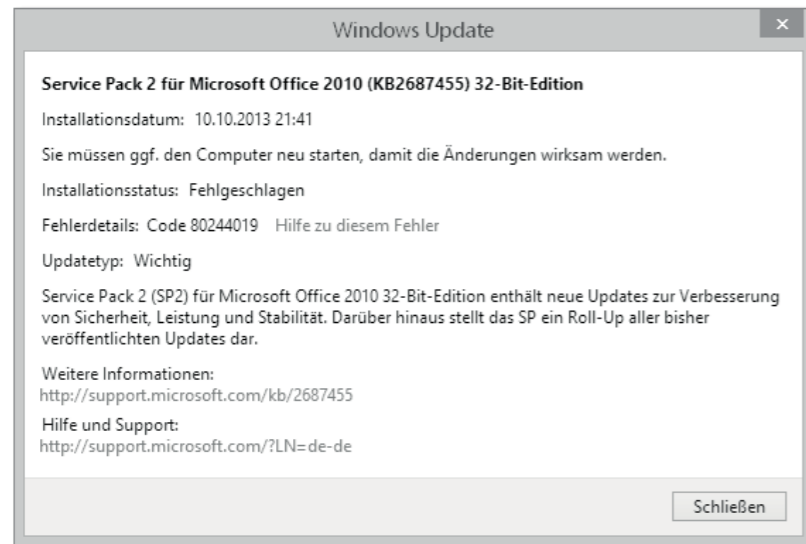 Windows Update
Service Pack 2 für Microsoft Office 2010 (KB2687455) 32-Bit-Edition
Installationsdatum: 10.10.2013 21:41
Sie müssen ggf. den Computer neu starten, damit die Änderungen wirksam werden.
Installationsstatus: Fehlgeschlagen
Fehlerdetails: Code 80244019 Hilfe zu diesem Fehler
Updatetyp: Wichtig
Service Pack 2 (SP2) für Microsoft Office 2010 32-Bit-Edition enthält neue Updates zur Verbesserung
von Sicherheit, Leistung und Stabilität. Darüber hinaus stellt das SP ein Roll-Up aller bisher
veröffentlichten Updates dar.
Weitere Informationen:
http://support.microsoft.com/kb/2687455
Hilfe und Support:
http://support.microsoft.com/?LN=de-de
Schließen